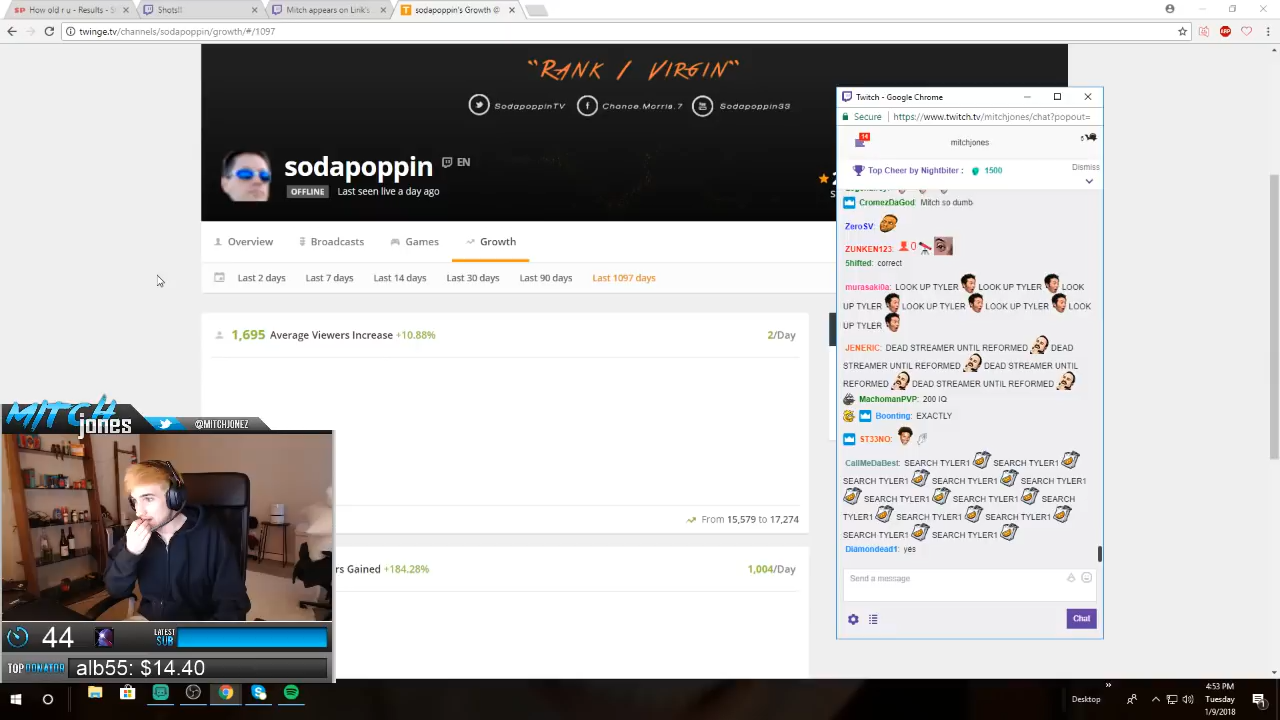 How old r u - Results - S
Shots!!
Mitch appears on Link's
sodapoppin's Growth
twinge.tv/channels/sodapoppin/growth/#/1097
"RANK 1 VIRGIN"
SodapoppinTV Chance.Morris.7 Sodapoppin33
sodapoppin EN
OFFLINE Last seen live a day ago
Overview Broadcasts Games Growth
Last 2 days Last 7 days Last 14 days Last 30 days Last 90 days Last 1097 days
1,695 Average Viewers Increase +10.88% 2/Day
From 15,579 to 17,274
rs Gained +184.28% 1,004/Day
Twitch - Google Chrome
Secure https://www.twitch.tv/mitchjones/chat?popout=
14
mitchjones
Top Cheer by Nightbiter : 1500 Dismiss
CromezDaGod: Mitch so dumb
ZeroSV:
ZUNKEN123: 0
5hifted: correct
murasaki0a: LOOK UP TYLER LOOK UP TYLER LOOK
UP TYLER LOOK UP TYLER LOOK UP TYLER LOOK
UP TYLER
JENERIC: DEAD STREAMER UNTIL REFORMED DEAD
STREAMER UNTIL REFORMED DEAD STREAMER UNTIL
REFORMED DEAD STREAMER UNTIL REFORMED
MachomanPVP: 200 IQ
Boonting: EXACTLY
ST33NO:
CallMeDaBest: SEARCH TYLER1 SEARCH TYLER1
SEARCH TYLER1 SEARCH TYLER1 SEARCH TYLER1
SEARCH TYLER1 SEARCH TYLER1 SEARCH
TYLER1 SEARCH TYLER1 SEARCH TYLER1
SEARCH TYLER1 SEARCH TYLER1
Diamondead1: yes
Send a message
Chat
MITCH
jones
@MITCHJONEZ
44 LATEST
SUB
TOP DONATOR alb55: $14.40
Desktop
4:53 PM
Tuesday
1/9/2018